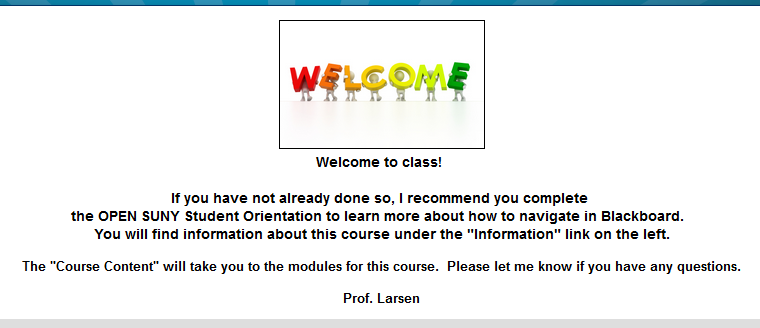 WELCOME
Welcome to class!
If you have not already done so, I recommend you complete
the OPEN SUNY Student Orientation to learn more about how to navigate in Blackboard.
You will find information about this course under the "Information" link on the left.
The "Course Content" will take you to the modules for this course.  Please let me know if you have any questions.
Prof. Larsen